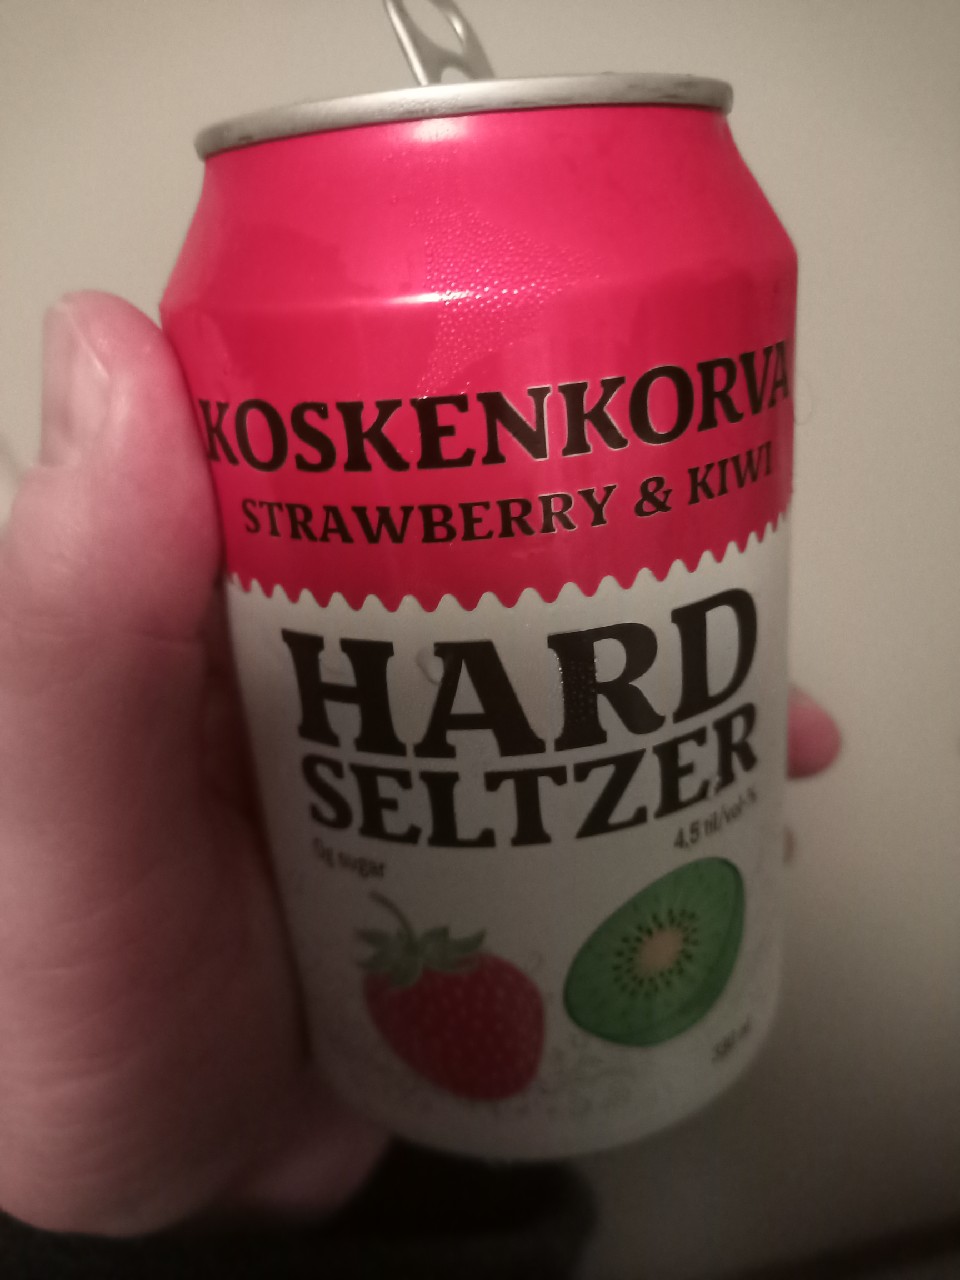 KOSKENKORVA
STRAWBERRY & KIWI
HARD
SELTZER
0g sugar
4,5 til/vol-%